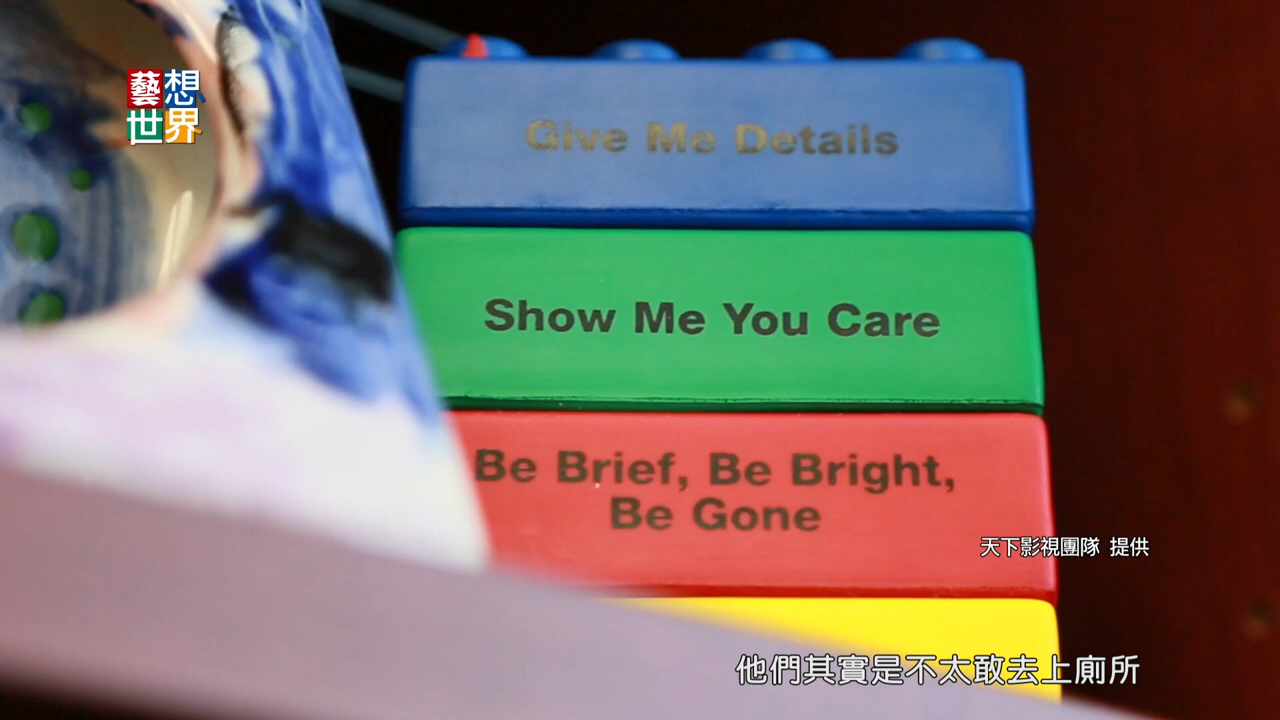 藝想
世界
Give Me Details
Show Me You Care
Be Brief, Be Bright,
Be Gone
天下影視團隊 提供
他們其實是不太敢去上廁所